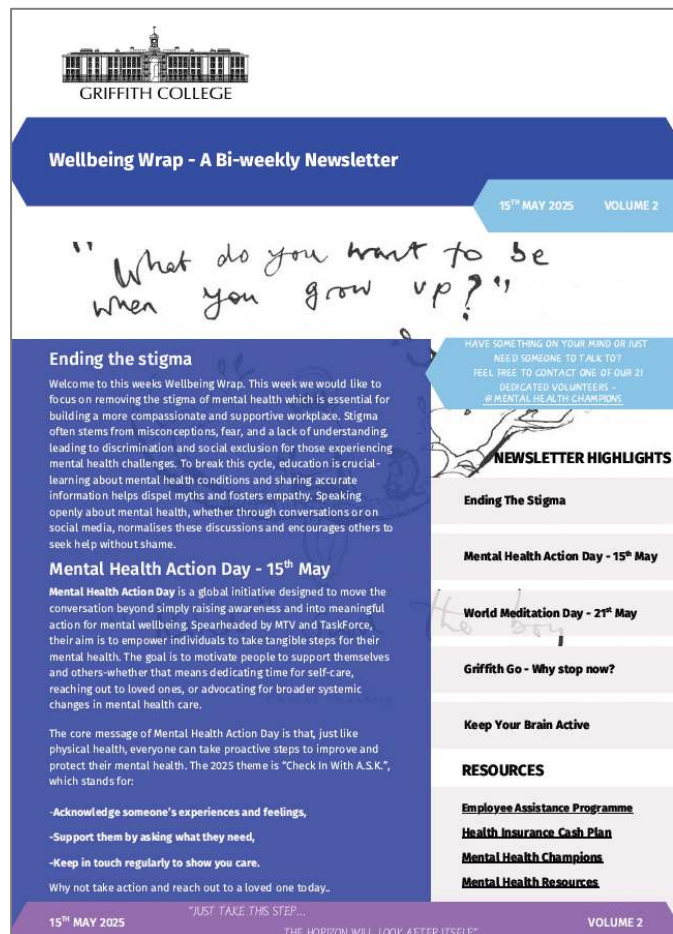 GRIFFITH COLLEGE
Wellbeing Wrap - A Bi-weekly Newsletter
15TH MAY 2025 VOLUME 2
"What do you want to be
when you grow up?"
Ending the stigma
Welcome to this weeks Wellbeing Wrap. This week we would like to
focus on removing the stigma of mental health which is essential for
building a more compassionate and supportive workplace. Stigma
often stems from misconceptions, fear, and a lack of understanding,
leading to discrimination and social exclusion for those experiencing
mental health challenges. To break this cycle, education is crucial-
learning about mental health conditions and sharing accurate
information helps dispel myths and fosters empathy. Speaking
openly about mental health, whether through conversations or on
social media, normalises these discussions and encourages others to
seek help without shame.
Mental Health Action Day - 15th May
Mental Health Action Day is a global initiative designed to move the
conversation beyond simply raising awareness and into meaningful
action for mental wellbeing. Spearheaded by MTV and TaskForce,
their aim is to empower individuals to take tangible steps for their
mental health. The goal is to motivate people to support themselves
and others-whether that means dedicating time for self-care,
reaching out to loved ones, or advocating for broader systemic
changes in mental health care.
The core message of Mental Health Action Day is that, just like
physical health, everyone can take proactive steps to improve and
protect their mental health. The 2025 theme is "Check In With A.S.K.",
which stands for:
-Acknowledge someone's experiences and feelings,
-Support them by asking what they need,
-Keep in touch regularly to show you care.
Why not take action and reach out to a loved one today..
HAVE SOMETHING ON YOUR MIND OR JUST
NEED SOMEONE TO TALK TO?
FEEL FREE TO CONTACT ONE OF OUR 21
DEDICATED VOLUNTEERS -
@ MENTAL HEALTH CHAMPIONS
NEWSLETTER HIGHLIGHTS
Ending The Stigma
Mental Health Action Day - 15th May
World Meditation Day - 21st May
Griffith Go - Why stop now?
Keep Your Brain Active
RESOURCES
Employee Assistance Programme
Health Insurance Cash Plan
Mental Health Champions
Mental Health Resources
said the boy
15TH MAY 2025
"JUST TAKE THIS STEP...
THE HORIZON WILL LOOK AFTER ITSELF"
VOLUME 2